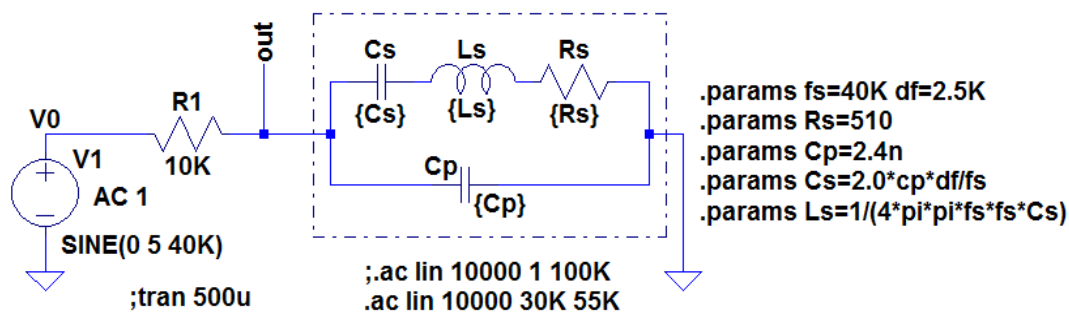 out
Cs
Ls
Rs
{Cs}
{Ls}
{Rs}
R1
10K
V0
V1
AC 1
SINE(0 5 40K)
Cp
{Cp}
.params fs=40K df=2.5K
.params Rs=510
.params Cp=2.4n
.params Cs=2.0*cp*df/fs
.params Ls=1/(4*pi*pi*fs*fs*Cs)
;tran 500u
;.ac lin 10000 1 100K
.ac lin 10000 30K 55K